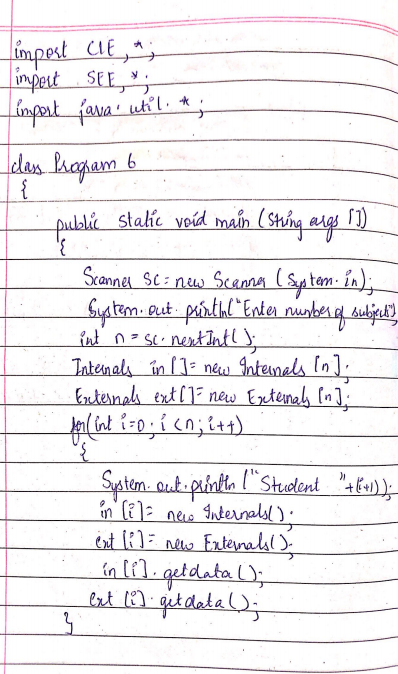 import CIE, *;
import SEE, *;
import java.util. *;
class Program 6
{
public static void main (String args [])
{
Scanner sc = new Scanner (System.in);
System.out.println("Enter number of subject")
int n = sc.nextInt();
Internals in [] = new Internals [n];
Externals ext [] = new Externals [n];
for(int i=0; i<n; i++)
{
System.out.println ("Student "+(i+1));
in [i] = new Internals();
ext [i] = new Externals();
in [i]. getdata();
ext [i]. getdata();
}